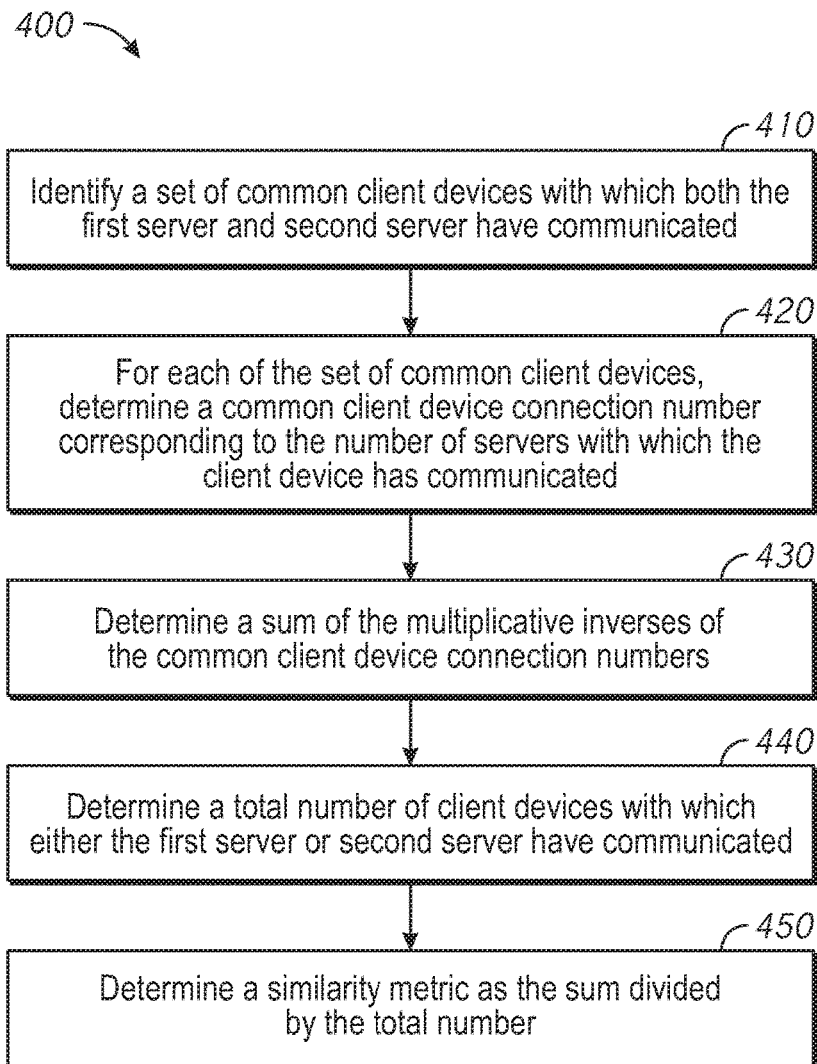 400
410
Identify a set of common client devices with which both the
first server and second server have communicated
420
For each of the set of common client devices,
determine a common client device connection number
corresponding to the number of servers with which the
client device has communicated
430
Determine a sum of the multiplicative inverses of
the common client device connection numbers
440
Determine a total number of client devices with which
either the first server or second server have communicated
450
Determine a similarity metric as the sum divided
by the total number